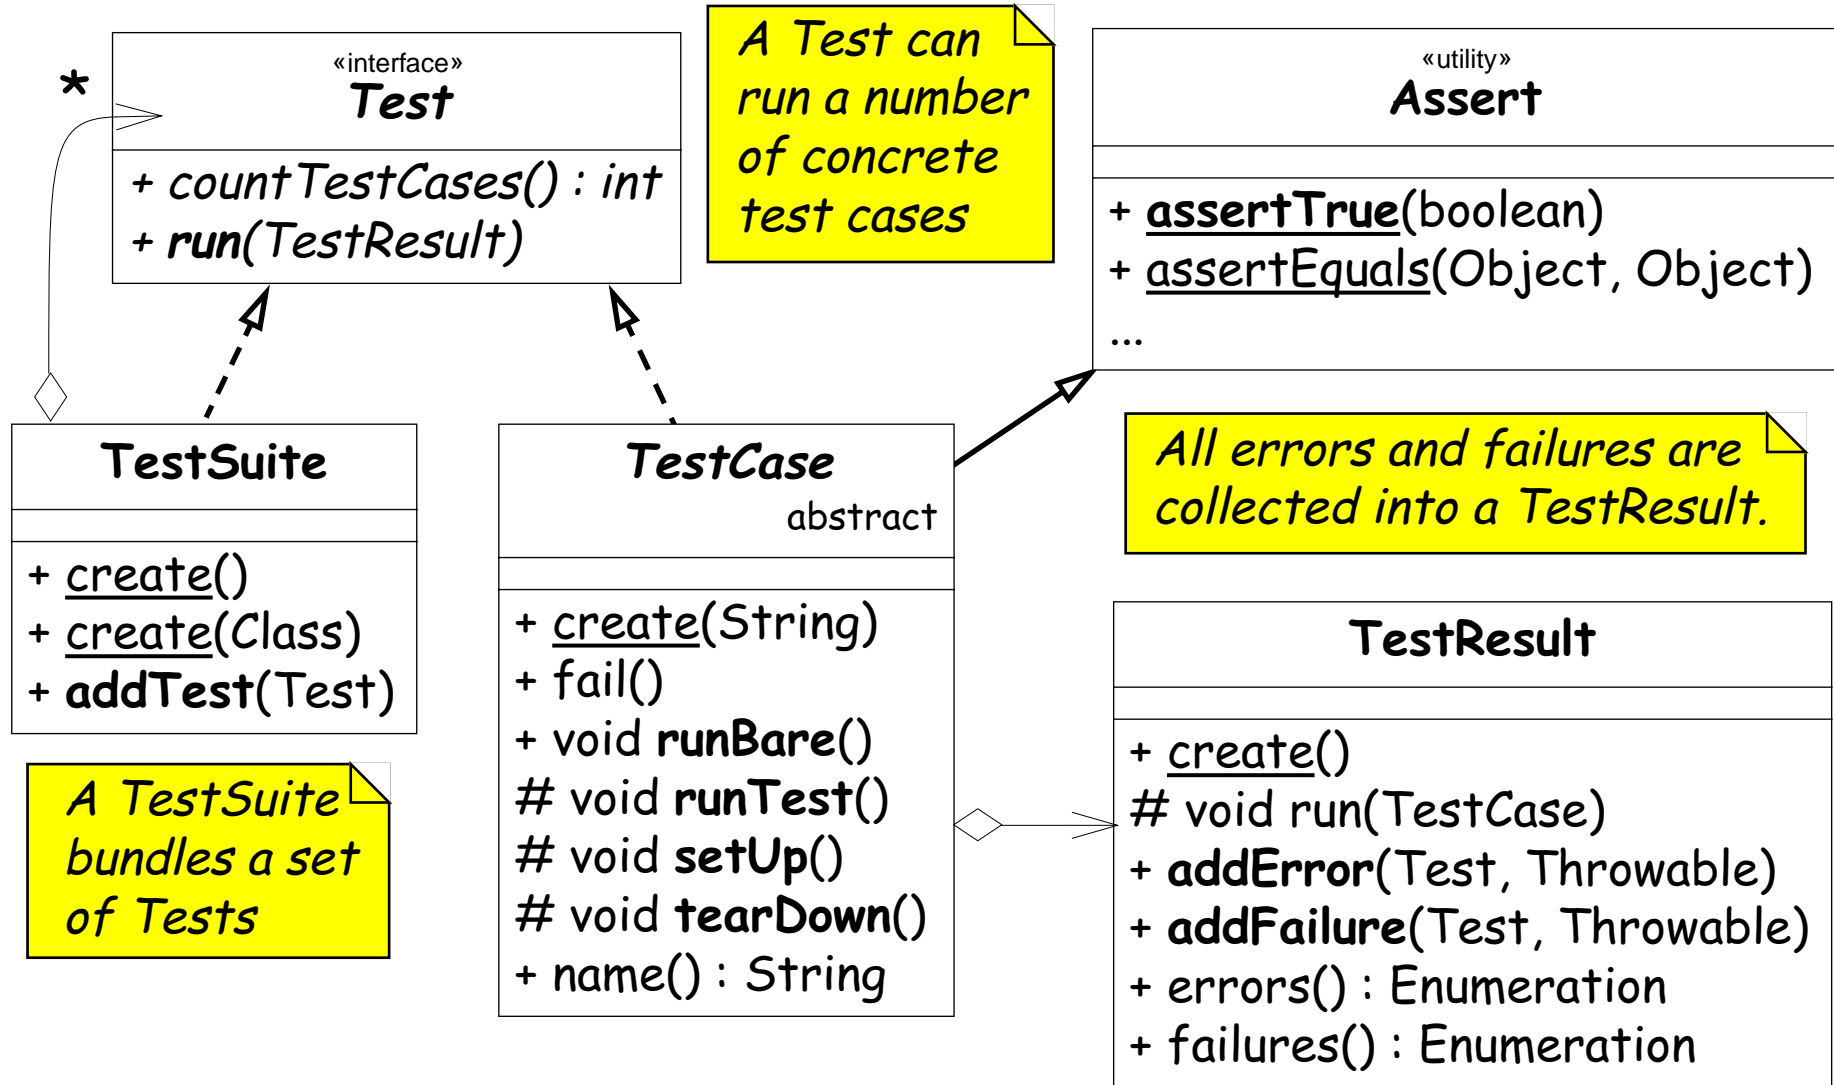 *
«interface»
Test
+ countTestCases() : int
+ run(TestResult)
A Test can
run a number
of concrete
test cases
«utility»
Assert
+ assertTrue(boolean)
+ assertEquals(Object, Object)
...
TestSuite
+ create()
+ create(Class)
+ addTest(Test)
A TestSuite
bundles a set
of Tests
TestCase
abstract
+ create(String)
+ fail()
+ void runBare()
# void runTest()
# void setUp()
# void tearDown()
+ name() : String
All errors and failures are
collected into a TestResult.
TestResult
+ create()
# void run(TestCase)
+ addError(Test, Throwable)
+ addFailure(Test, Throwable)
+ errors() : Enumeration
+ failures() : Enumeration